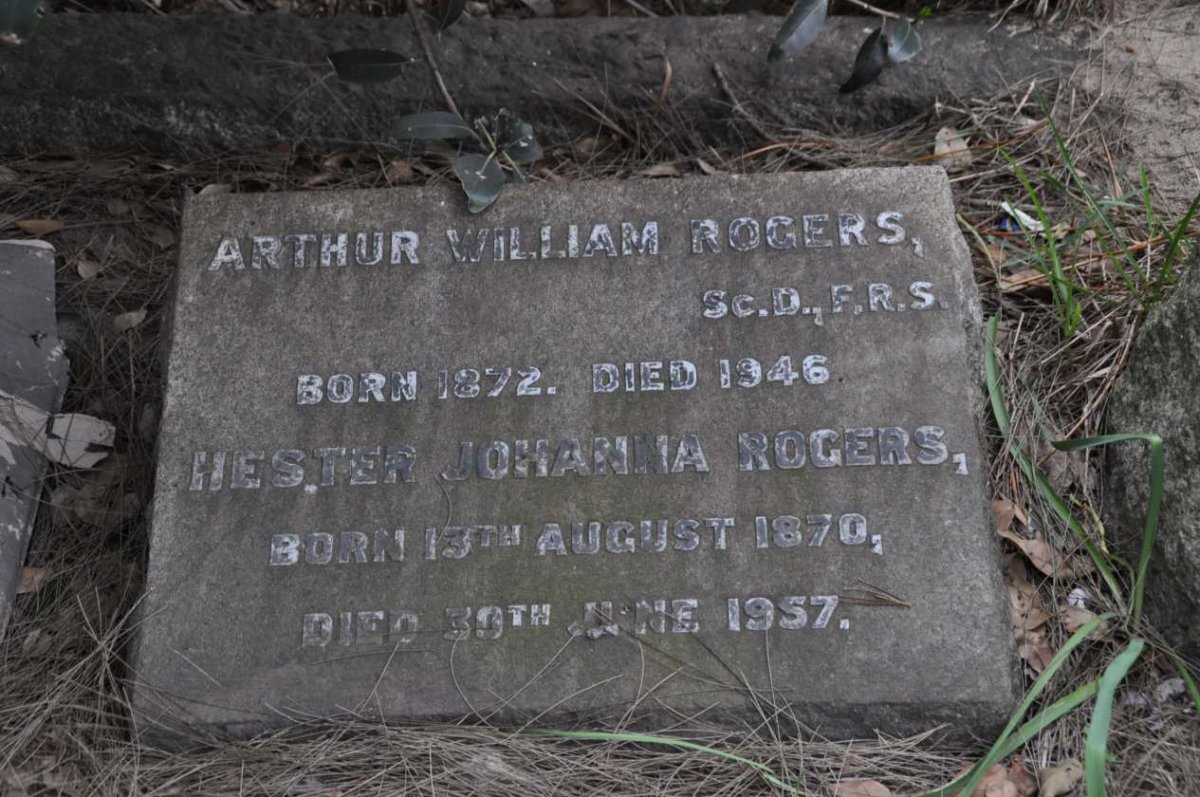 ARTHUR WILLIAM ROGERS,
Sc.D., F.R.S.
BORN 1872. DIED 1946
HESTER JOHANNA ROGERS,
BORN 13TH AUGUST 1870,
DIED 30TH JUNE 1957.